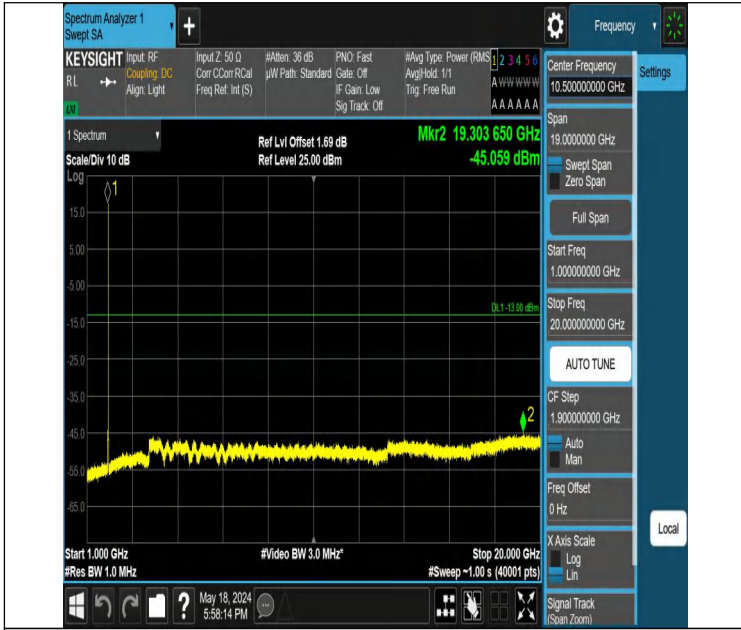 Spectrum Analyzer 1
Swept SA
+
Frequency
KEYSIGHT
RL
Input: RF
Coupling: DC
Align: Light
Input Z: 50 Ω
Corr CCorr RCal
Freq Ref: Int (S)
#Atten: 36 dB
µW Path: Standard
PNO: Fast
Gate: Off
IF Gain: Low
Sig Track: Off
#Avg Type: Power (RMS
Avg|Hold: 1/1
Trig: Free Run
1 2 3 4 5 6
A W W W W W
A A A A A A
1 Spectrum
Scale/Div 10 dB
Log
Ref Lvl Offset 1.69 dB
Ref Level 25.00 dBm
Mkr2 19.303 650 GHz
-45.059 dBm
1
15.0
5.00
-5.00
DL1 -13.00 dBm
-15.0
-25.0
-35.0
2
-45.0
-55.0
-65.0
Start 1.000 GHz
#Res BW 1.0 MHz
#Video BW 3.0 MHz*
Stop 20.000 GHz
#Sweep ~1.00 s (40001 pts)
May 18, 2024
5:58:14 PM
Center Frequency
10.500000000 GHz
Settings
Span
19.0000000 GHz
Swept Span
Zero Span
Full Span
Start Freq
1.000000000 GHz
Stop Freq
20.000000000 GHz
AUTO TUNE
CF Step
1.900000000 GHz
Auto
Man
Freq Offset
0 Hz
X Axis Scale
Log
Lin
Local
Signal Track
(Span Zoom)